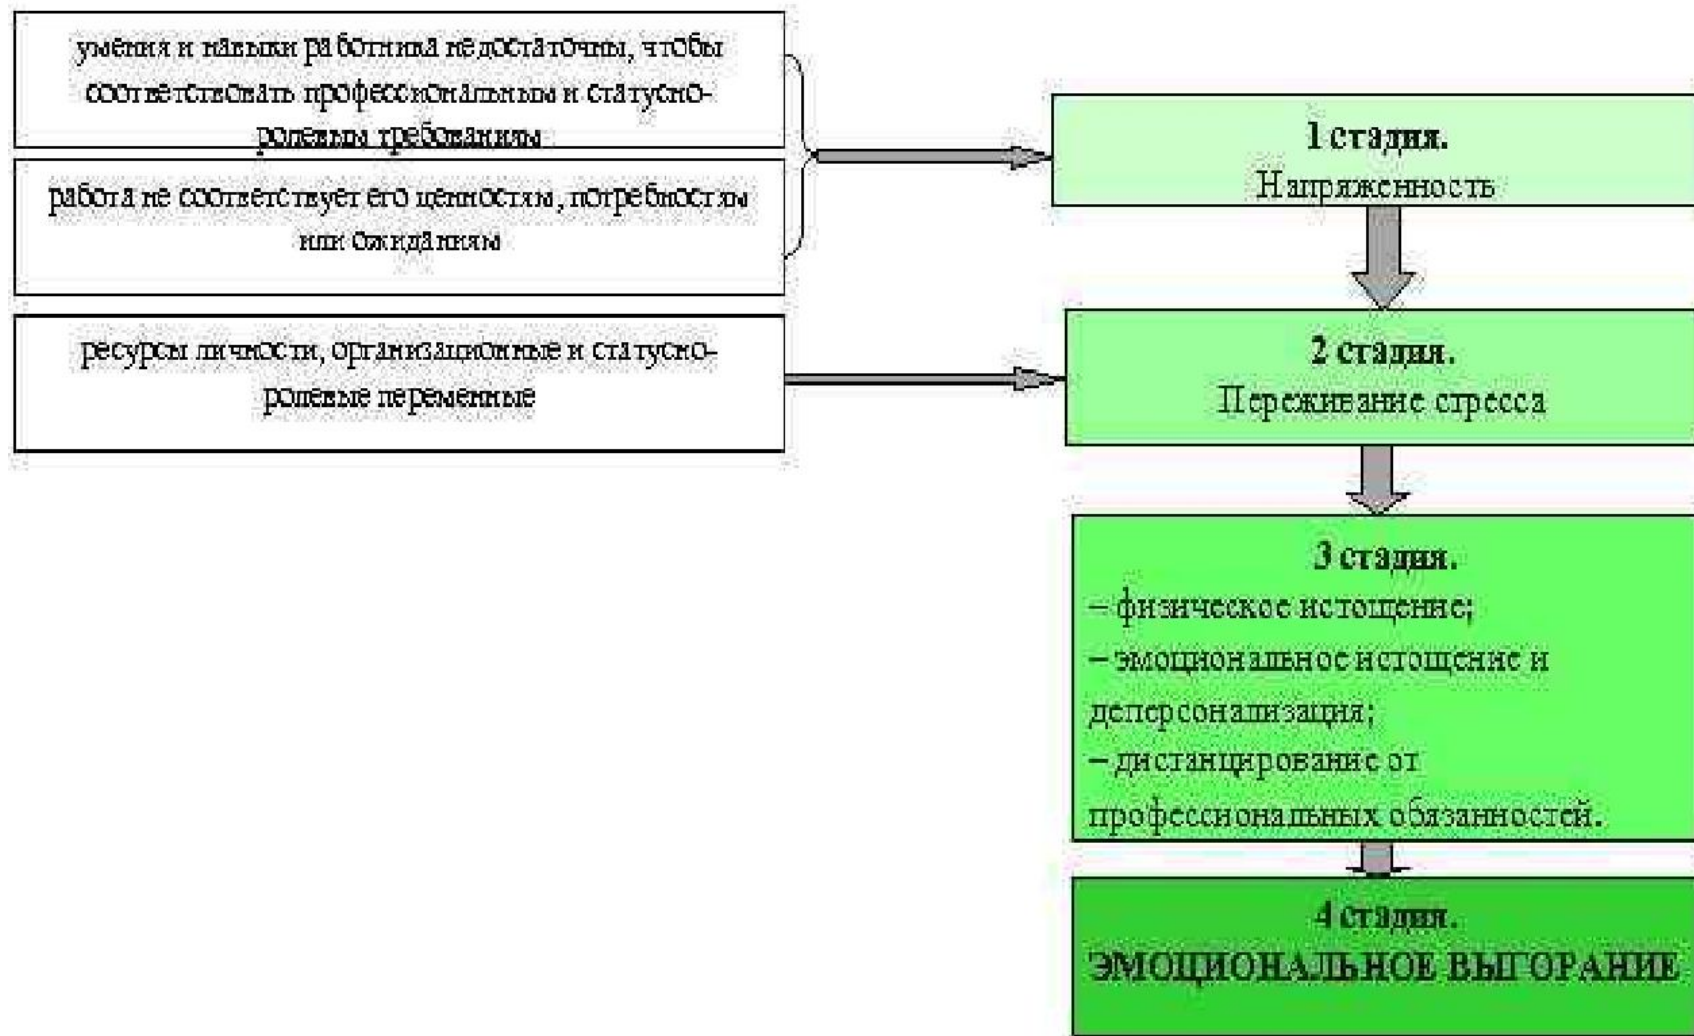 умения и навыки работника недостаточны, чтобы
соответствовать профессиональным и статусно-
ролевым требованиям
работа не соответствует его ценностям, потребностям
или ожиданиям
ресурсы личности, организационные и статусно-
ролевые переменные
1 стадия.
Напряженность
2 стадия.
Переживание стресса
3 стадия.
– физическое истощение;
– эмоциональное истощение и
деперсонализация;
– дистанцирование от
профессиональных обязанностей.
4 стадия.
ЭМОЦИОНАЛЬНОЕ ВЫГОРАНИЕ